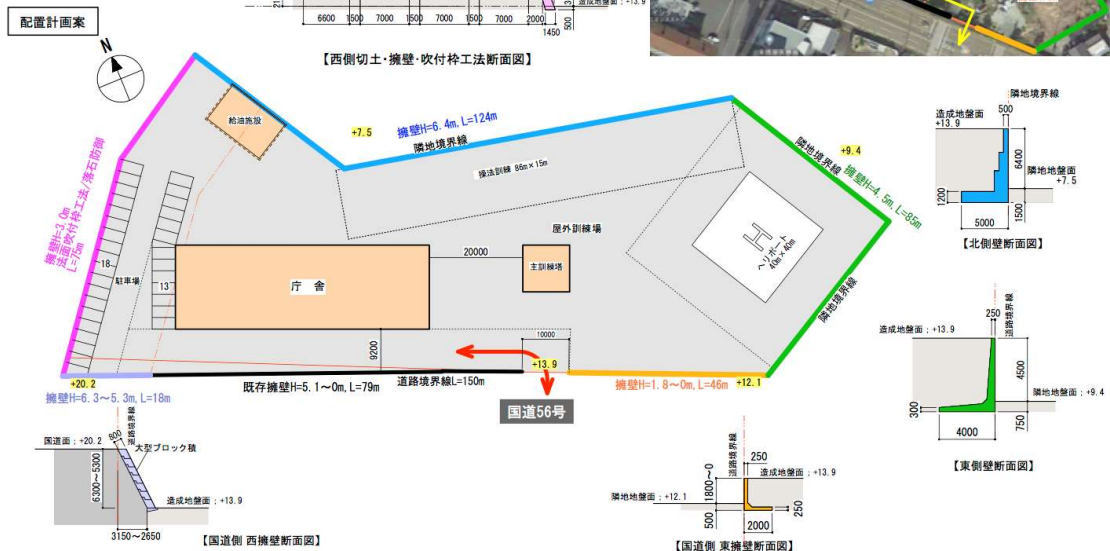 配置計画案
N
21
6600
1500
7000
1500
7000
1500
7000
2000
500
1450
造成地盤面;+13.9
【西側切土・擁壁・吹付枠工法断面図】
給油施設
+7.5
擁壁H=6.4m, L=124m
隣地境界線
操法訓練 86m×15m
隣地境界線
+9.4
擁壁H=4.5m, L=85m
隣地境界線
擁壁H=3.0m
法面吹付枠工法/落石防御
L=75m
18
駐車場
13
庁 舎
20000
屋外訓練場
主訓練塔
H
ヘリポート
40m×40m
9200
10000
+20.2
+13.9
+12.1
擁壁H=6.3~5.3m, L=18m
既存擁壁H=5.1~0m, L=79m
道路境界線L=150m
擁壁H=1.8~0m, L=46m
国道56号
隣地境界線
500
造成地盤面
+13.9
6400
隣地地盤面
+7.5
1200
1500
5000
【北側壁断面図】
隣地境界線
250
造成地盤面;+13.9
4500
隣地地盤面;+9.4
300
750
4000
【東側壁断面図】
道路境界線
800
国道面;+20.2
大型ブロック積
6300~5300
造成地盤面;+13.9
3150~2650
【国道側 西擁壁断面図】
道路境界線
250
造成地盤面;+13.9
1800~0
隣地地盤面;+12.1
500
250
2000
【国道側 東擁壁断面図】